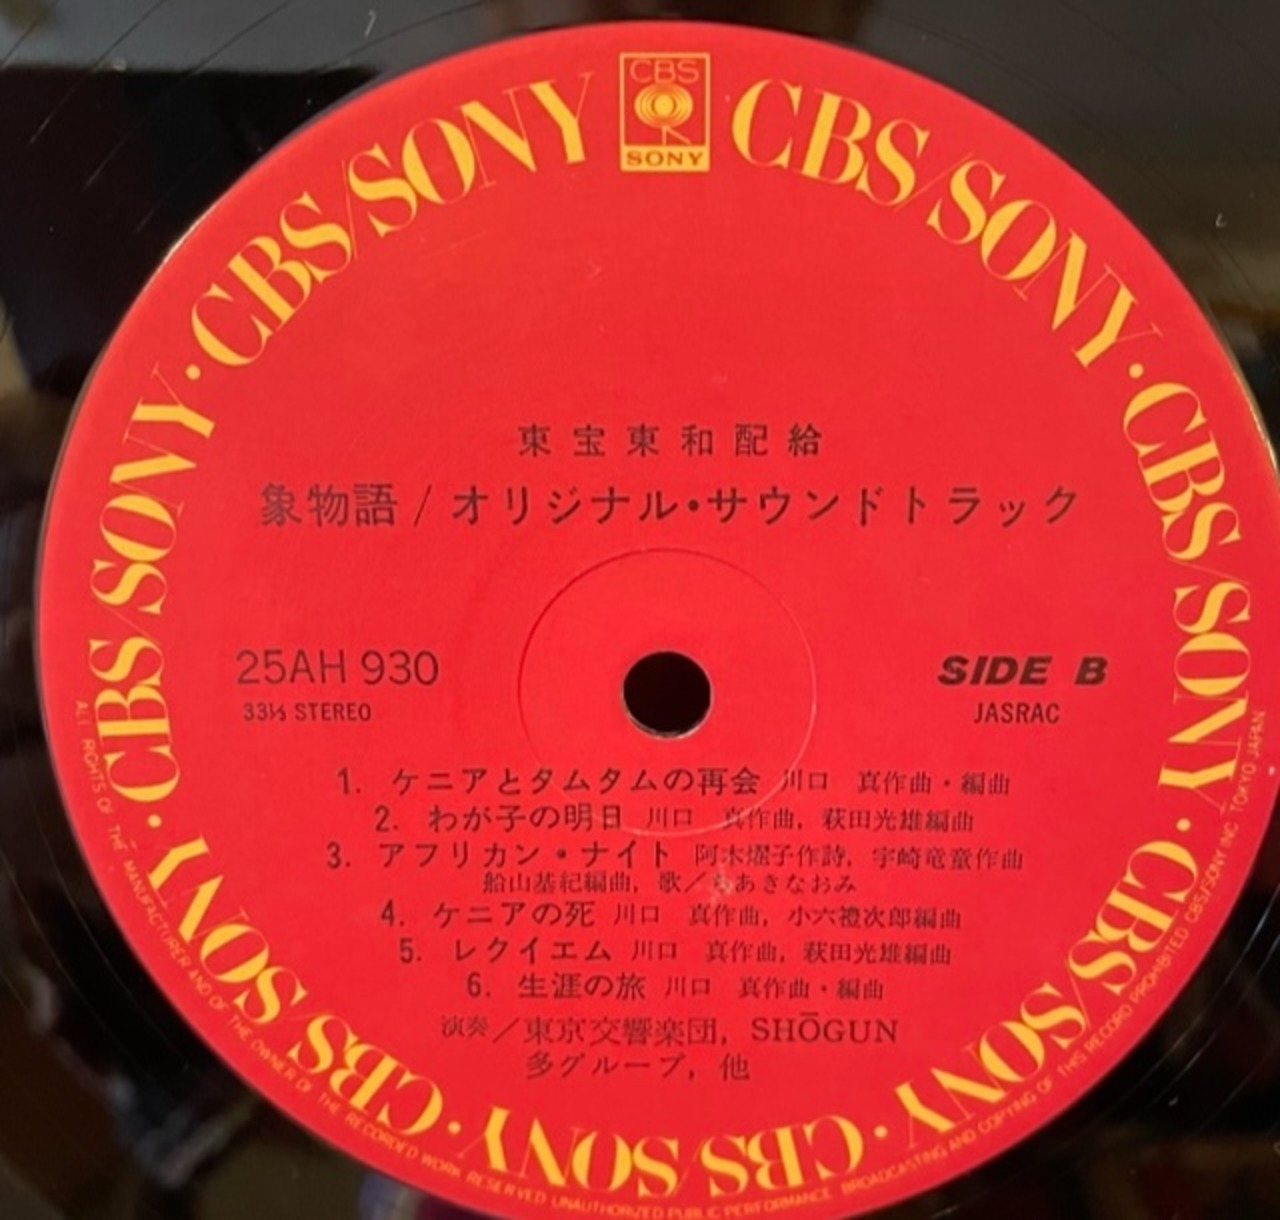 CBS
SONY
CBS/SONY · CBS/SONY · CBS/SONY · CBS/SONY · CBS/SONY · CBS/SONY · CBS/SONY · CBS/SONY
東宝東和配給
象物語/オリジナル・サウンドトラック
25AH 930
SIDE B
33⅓ STEREO
JASRAC
1. ケニアとタムタムの再会 川口 真作曲・編曲
2. わが子の明日 川口 真作曲, 萩田光雄編曲
3. アフリカン・ナイト 阿木燿子作詩, 宇崎竜童作曲
船山基紀編曲, 歌/ちあきなおみ
4. ケニアの死 川口 真作曲, 小六禮次郎編曲
5. レクイエム 川口 真作曲, 萩田光雄編曲
6. 生涯の旅 川口 真作曲・編曲
演奏/東京交響楽団, SHŌGUN
多グループ, 他
ALL RIGHTS OF THE MANUFACTURER AND OF THE OWNER OF THE RECORDED WORK RESERVED UNAUTHORIZED PUBLIC PERFORMANCE BROADCASTING AND COPYING OF THIS RECORD PROHIBITED CBS/SONY INC. TOKYO JAPAN